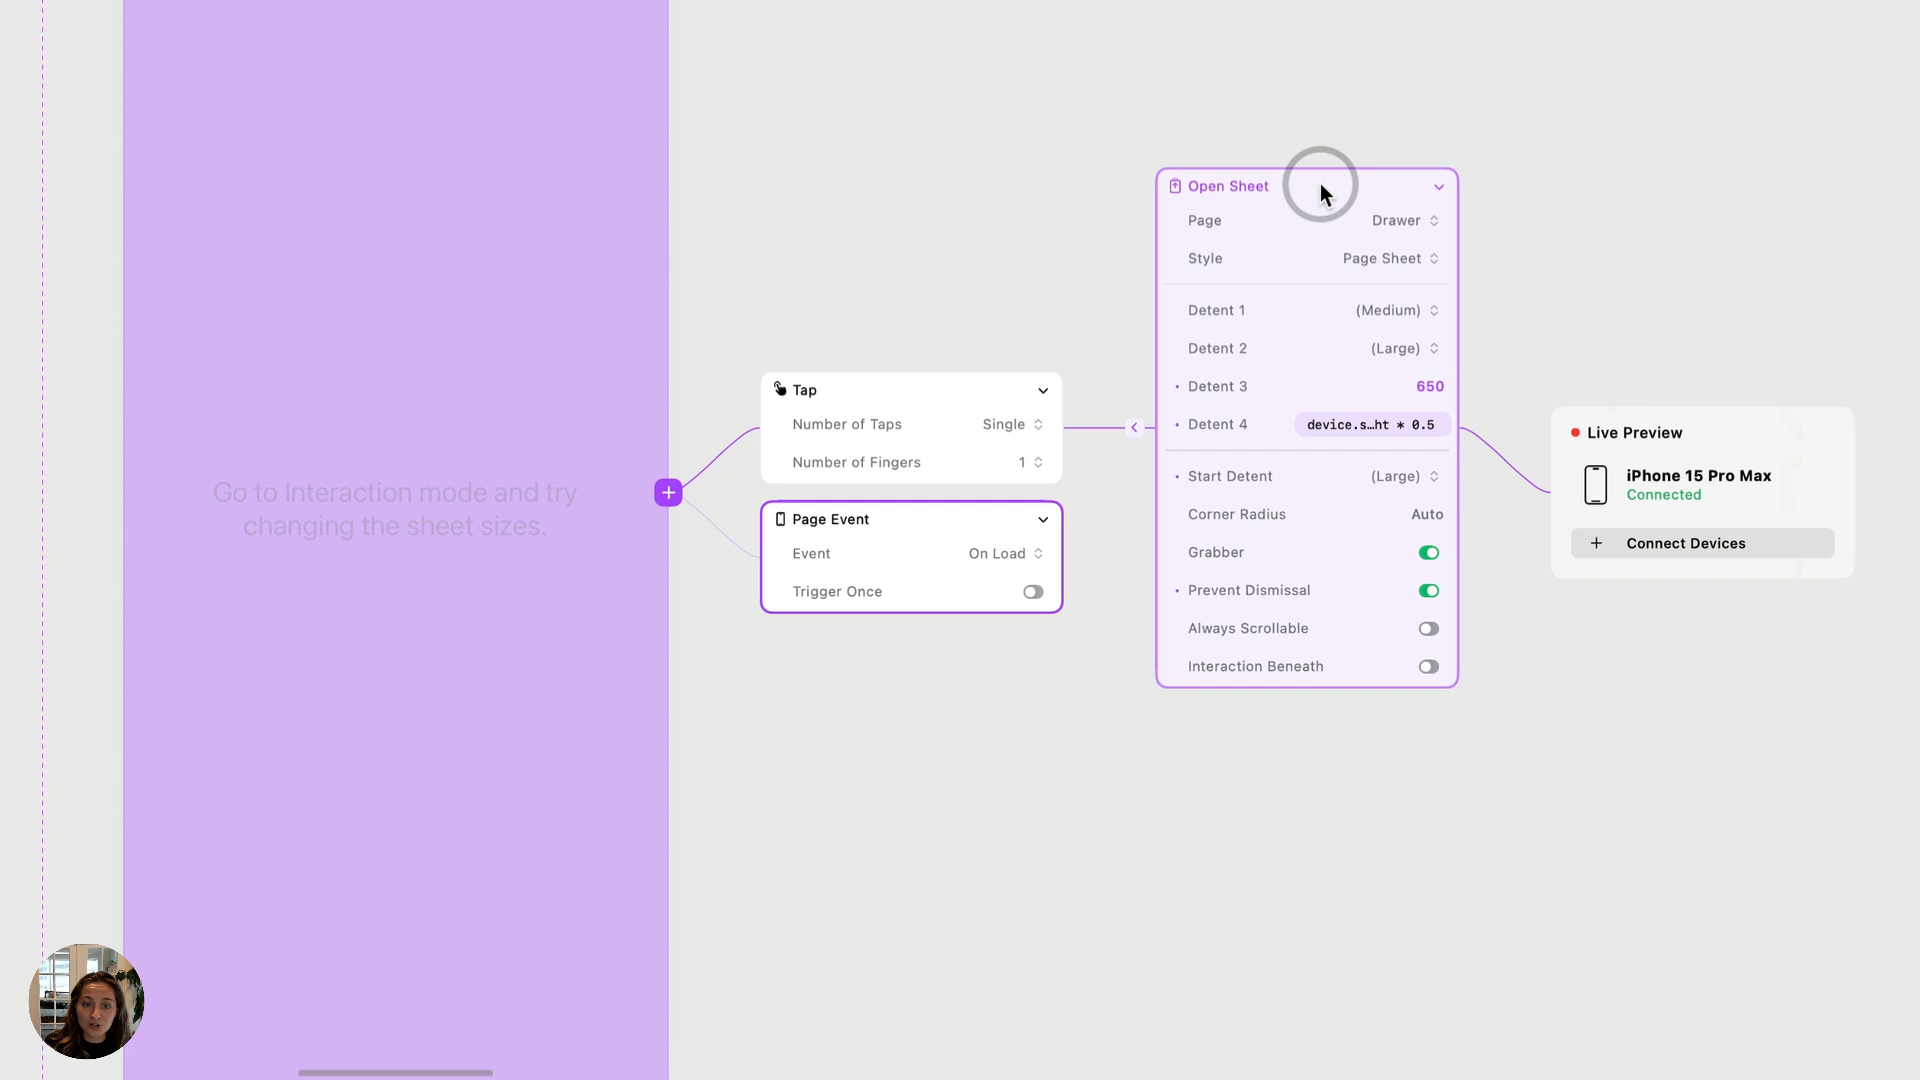 Go to Interaction mode and try
changing the sheet sizes.
Tap
Number of Taps Single
Number of Fingers 1
Page Event
Event On Load
Trigger Once
Open Sheet
Page Drawer
Style Page Sheet
Detent 1 (Medium)
Detent 2 (Large)
Detent 3 650
Detent 4 device.s…ht * 0.5
Start Detent (Large)
Corner Radius Auto
Grabber
Prevent Dismissal
Always Scrollable
Interaction Beneath
Live Preview
iPhone 15 Pro Max
Connected
Connect Devices